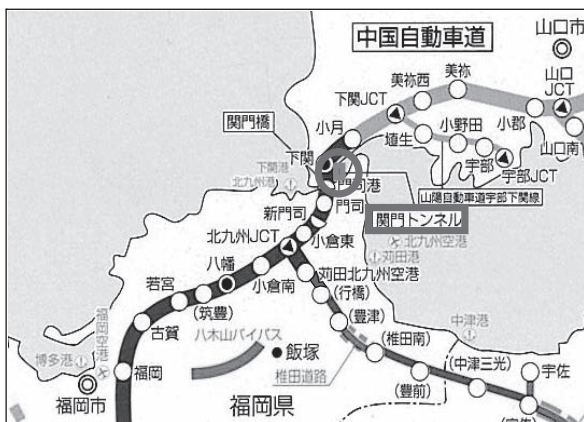 中国自動車道
山口市
山口
JCT
美祢
美祢西
下関JCT
小月
関門橋
小郡
小野田
埴生
宇部
宇部JCT
山口南
下関
下関港
北九州港
門司港
山陽自動車道宇部下関線
門司
新門司
関門トンネル
北九州JCT
小倉東
北九州空港
苅田港
八幡
小倉南
苅田北九州空港
若宮
(行橋)
(筑豊)
(豊津)
古賀
福岡空港
八木山バイパス
飯塚
椎田道路
(椎田南)
中津港
博多港
福岡
(中津三光)
宇佐
(豊前)
福岡市
福岡県